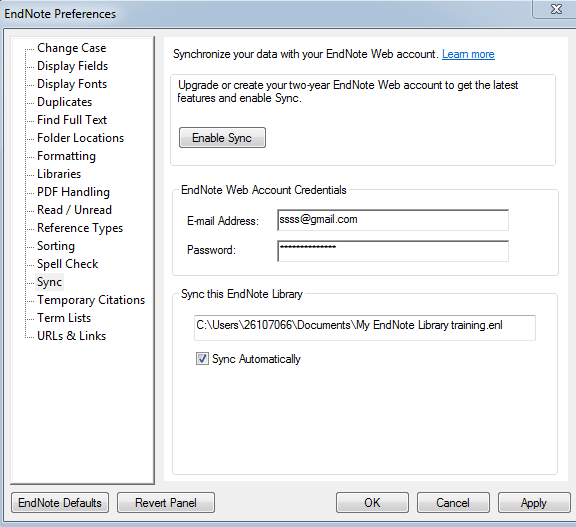 EndNote Preferences
Change Case
Display Fields
Display Fonts
Duplicates
Find Full Text
Folder Locations
Formatting
Libraries
PDF Handling
Read / Unread
Reference Types
Sorting
Spell Check
Sync
Temporary Citations
Term Lists
URLs & Links
Synchronize your data with your EndNote Web account. Learn more
Upgrade or create your two-year EndNote Web account to get the latest
features and enable Sync.
Enable Sync
EndNote Web Account Credentials
E-mail Address: ssss@gmail.com
Password: **************
Sync this EndNote Library
C:\Users\26107066\Documents\My EndNote Library training.enl
Sync Automatically
EndNote Defaults Revert Panel OK Cancel Apply